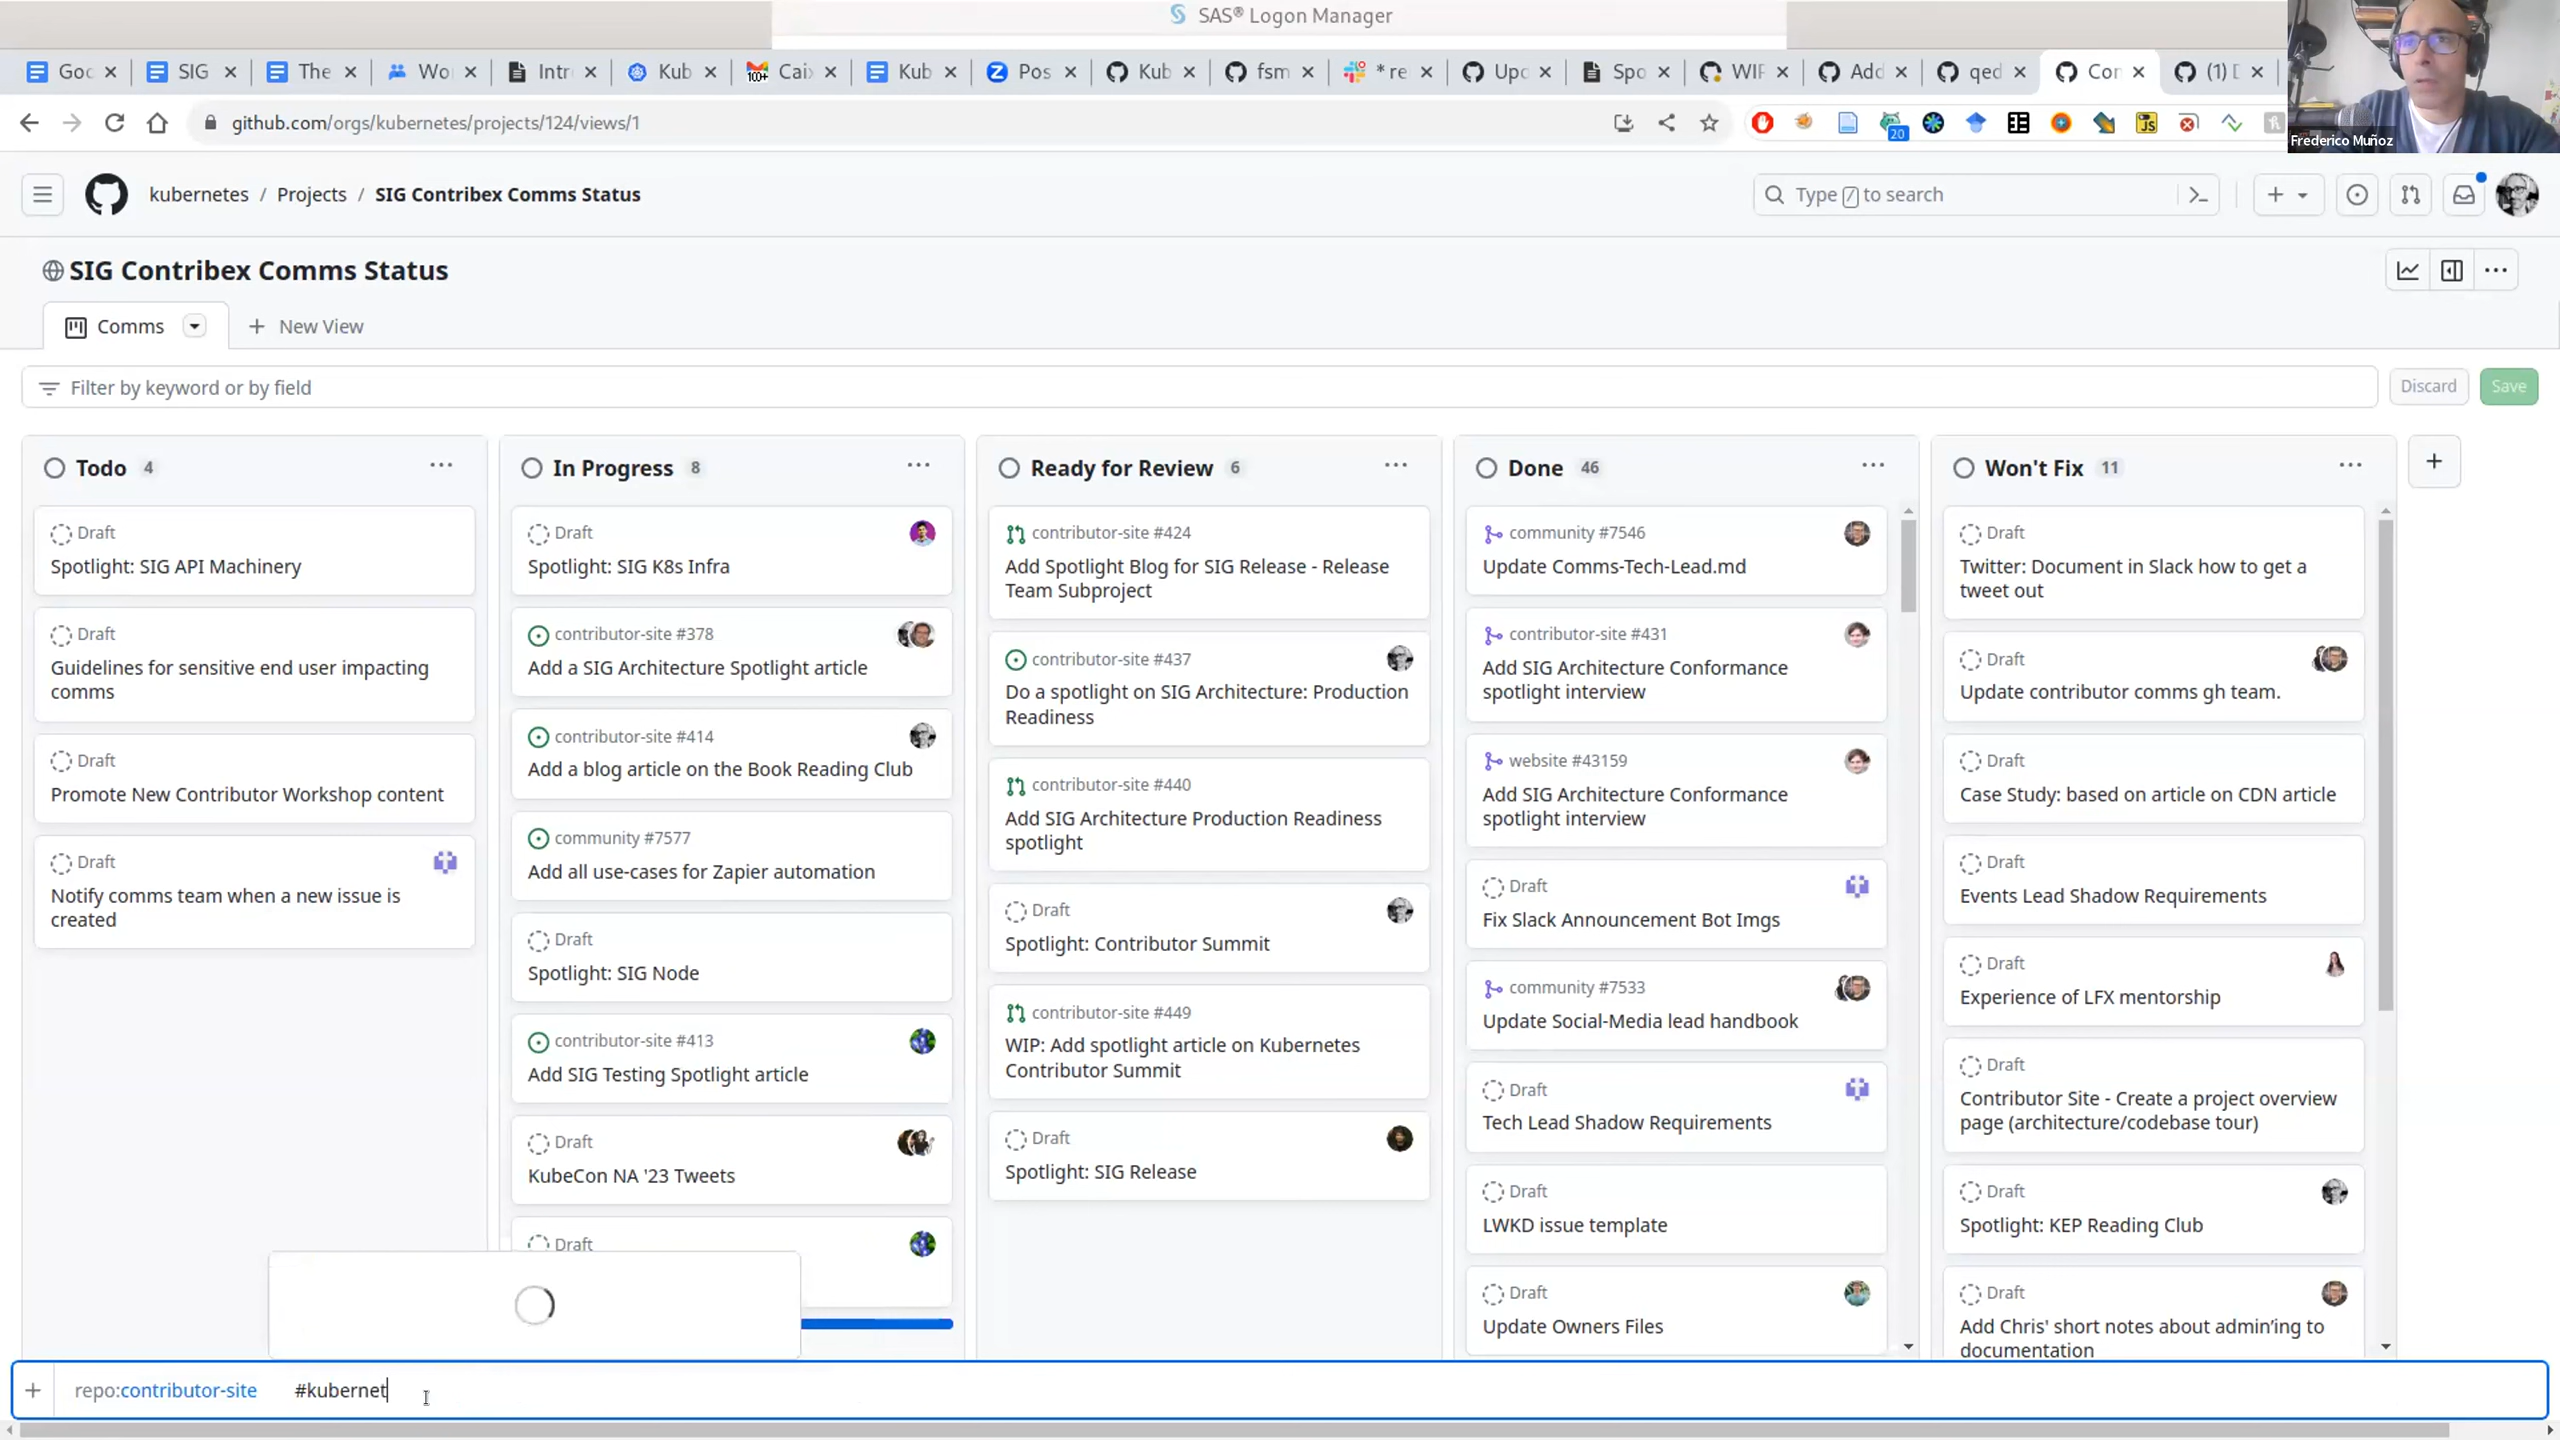 SAS® Logon Manager
Goc
SIG
The
Wo
Intr
Kub
100+
Caix
Kub
Z
Pos
Kub
fsm
* re
Upc
Spo
WIF
Add
qed
Con
(1) D
github.com/orgs/kubernetes/projects/124/views/1
20
JS
Frederico Muñoz
kubernetes / Projects / SIG Contribex Comms Status
Type / to search
SIG Contribex Comms Status
Comms
+ New View
Filter by keyword or by field
Discard
Save
Todo 4
Draft
Spotlight: SIG API Machinery
Draft
Guidelines for sensitive end user impacting
comms
Draft
Promote New Contributor Workshop content
Draft
Notify comms team when a new issue is
created
In Progress 8
Draft
Spotlight: SIG K8s Infra
contributor-site #378
Add a SIG Architecture Spotlight article
contributor-site #414
Add a blog article on the Book Reading Club
community #7577
Add all use-cases for Zapier automation
Draft
Spotlight: SIG Node
contributor-site #413
Add SIG Testing Spotlight article
Draft
KubeCon NA '23 Tweets
Draft
Ready for Review 6
contributor-site #424
Add Spotlight Blog for SIG Release - Release
Team Subproject
contributor-site #437
Do a spotlight on SIG Architecture: Production
Readiness
contributor-site #440
Add SIG Architecture Production Readiness
spotlight
Draft
Spotlight: Contributor Summit
contributor-site #449
WIP: Add spotlight article on Kubernetes
Contributor Summit
Draft
Spotlight: SIG Release
Done 46
community #7546
Update Comms-Tech-Lead.md
contributor-site #431
Add SIG Architecture Conformance
spotlight interview
website #43159
Add SIG Architecture Conformance
spotlight interview
Draft
Fix Slack Announcement Bot Imgs
community #7533
Update Social-Media lead handbook
Draft
Tech Lead Shadow Requirements
Draft
LWKD issue template
Draft
Update Owners Files
Won't Fix 11
Draft
Twitter: Document in Slack how to get a
tweet out
Draft
Update contributor comms gh team.
Draft
Case Study: based on article on CDN article
Draft
Events Lead Shadow Requirements
Draft
Experience of LFX mentorship
Draft
Contributor Site - Create a project overview
page (architecture/codebase tour)
Draft
Spotlight: KEP Reading Club
Draft
Add Chris' short notes about admin’ing to
documentation
+ repo:contributor-site #kubernet